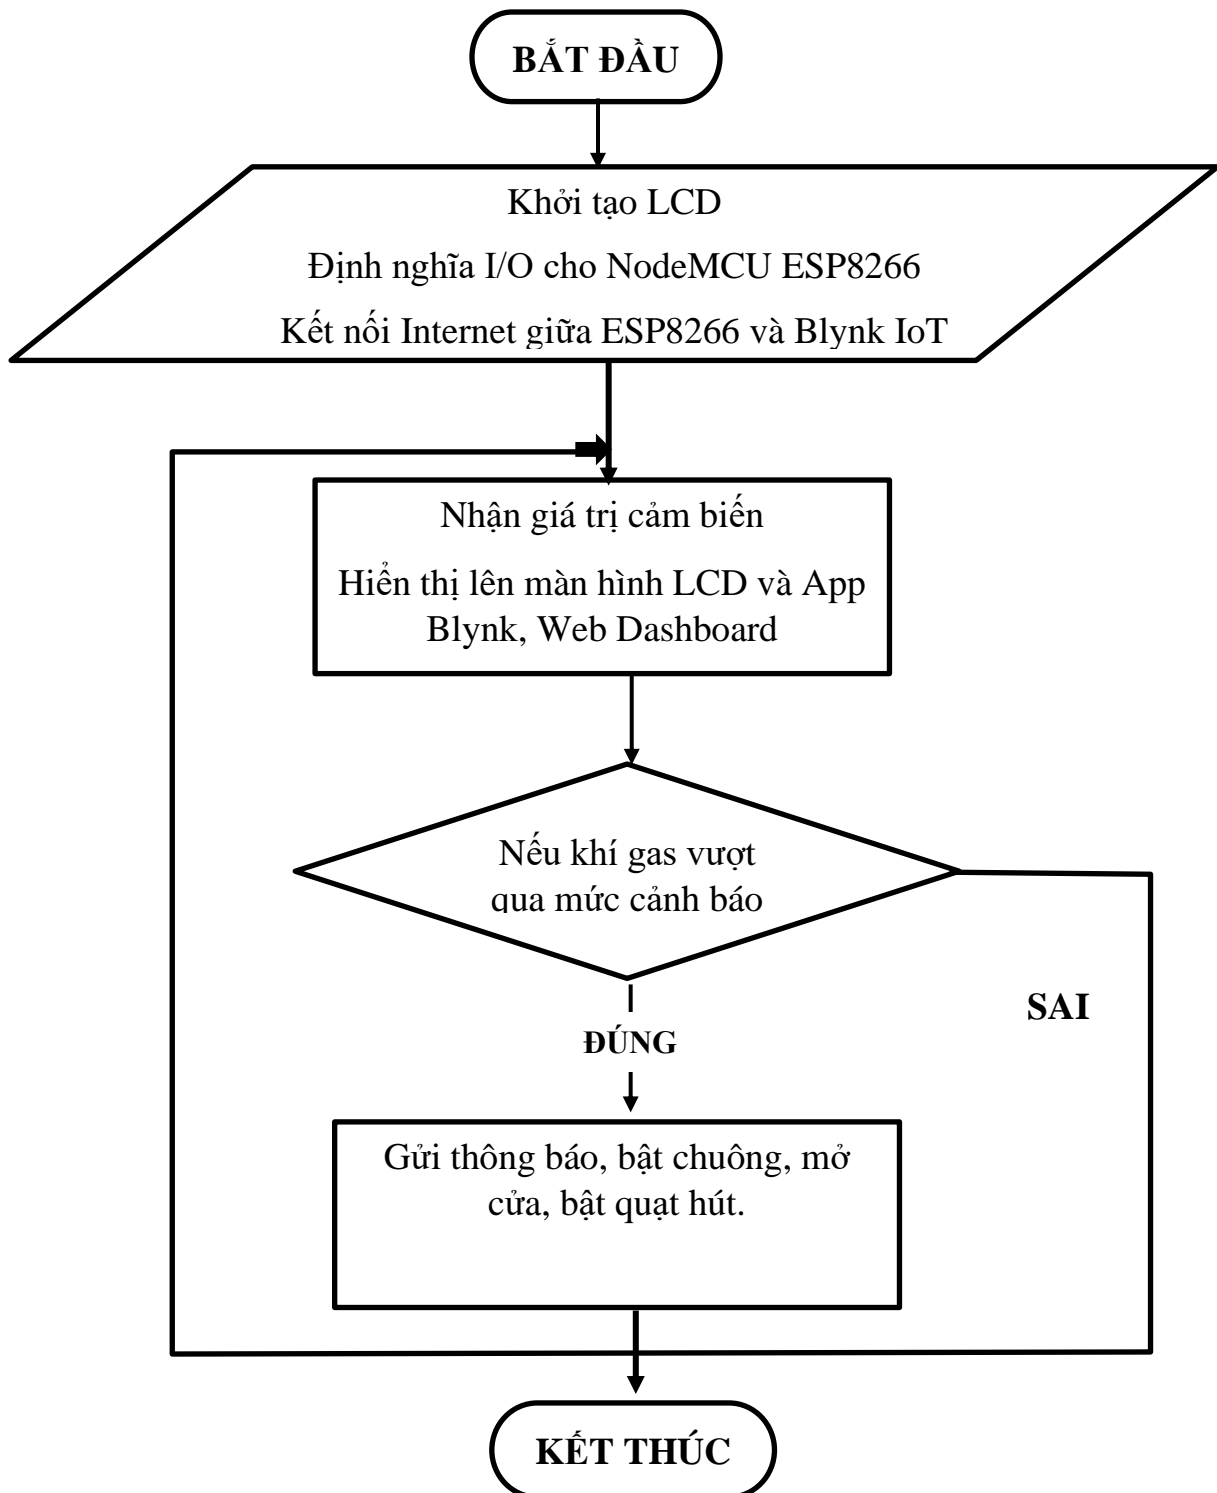 BẮT ĐẦU
Khởi tạo LCD
Định nghĩa I/O cho NodeMCU ESP8266
Kết nối Internet giữa ESP8266 và Blynk IoT
Nhận giá trị cảm biến
Hiển thị lên màn hình LCD và App
Blynk, Web Dashboard
Nếu khí gas vượt
qua mức cảnh báo
SAI
ĐÚNG
Gửi thông báo, bật chuông, mở
cửa, bật quạt hút.
KẾT THÚC